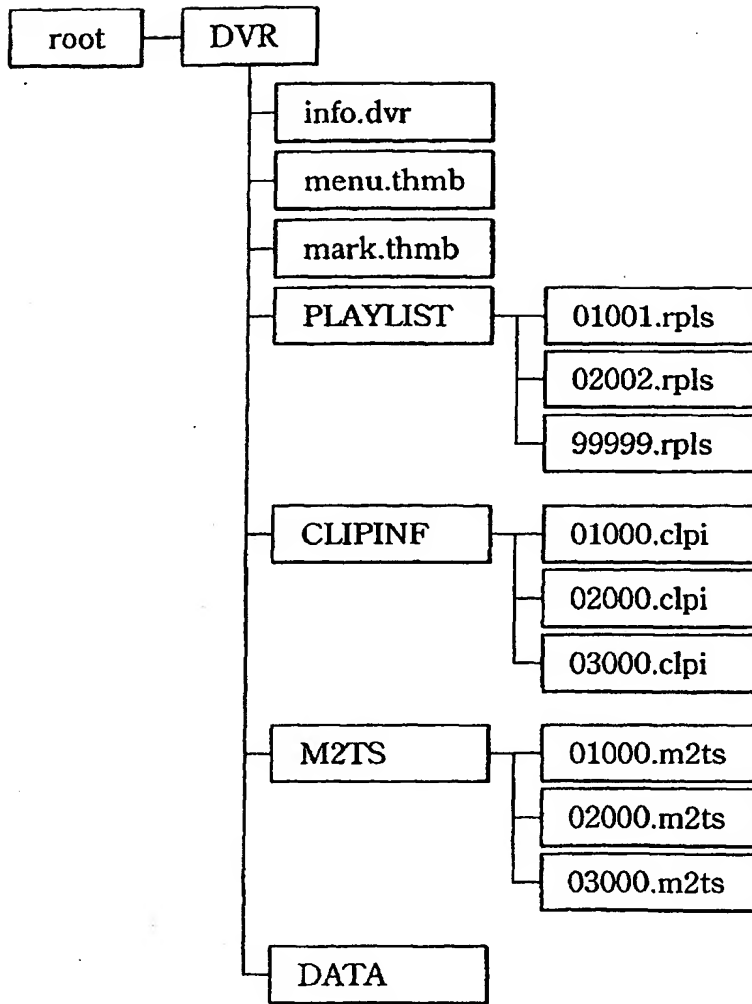 root DVR
info.dvr
menu.thmb
mark.thmb
PLAYLIST 01001.rpls
02002.rpls
99999.rpls
CLIPINF 01000.clpi
02000.clpi
03000.clpi
M2TS 01000.m2ts
02000.m2ts
03000.m2ts
DATA